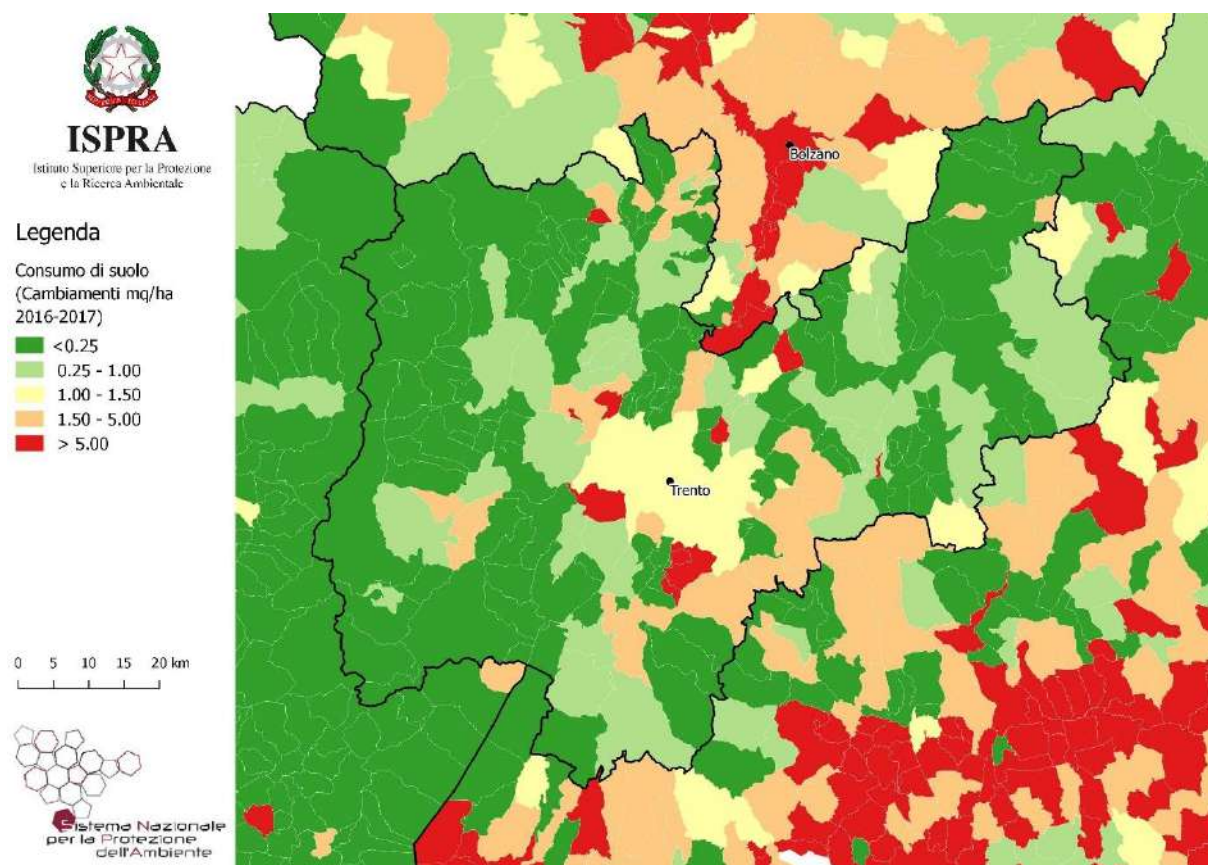 ISPRA
Istituto Superiore per la Protezione
e la Ricerca Ambientale
Legenda
Consumo di suolo
(Cambiamenti mq/ha
2016-2017)
<0.25
0.25 - 1.00
1.00 - 1.50
1.50 - 5.00
> 5.00
0 5 10 15 20 km
Sistema Nazionale
per la Protezione
dell'Ambiente
Bolzano
Trento